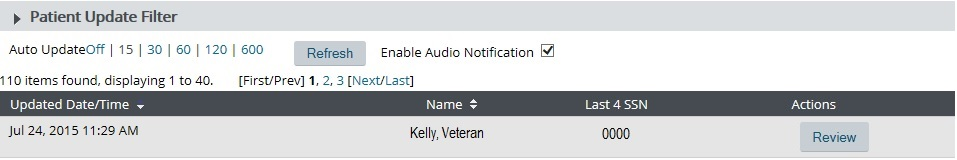 Patient Update Filter
Auto UpdateOff | 15 | 30 | 60 | 120 | 600 Refresh Enable Audio Notification
110 items found, displaying 1 to 40. [First/Prev] 1, 2, 3 [Next/Last]
Updated Date/Time Name Last 4 SSN Actions
Jul 24, 2015 11:29 AM Kelly, Veteran 0000 Review